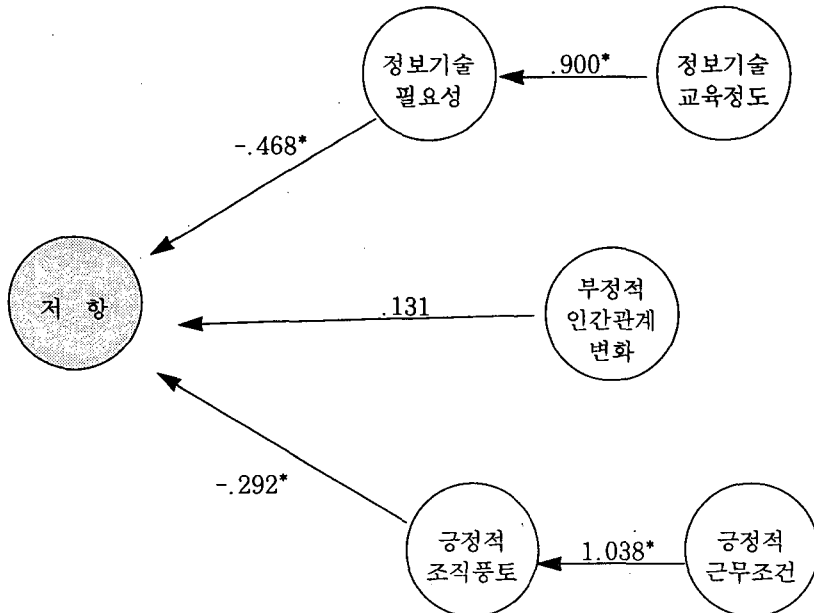 정보기술
필요성
.900*
정보기술
교육정도
-.468*
저 항
.131
부정적
인간관계
변화
-.292*
긍정적
조직풍토
1.038*
긍정적
근무조건